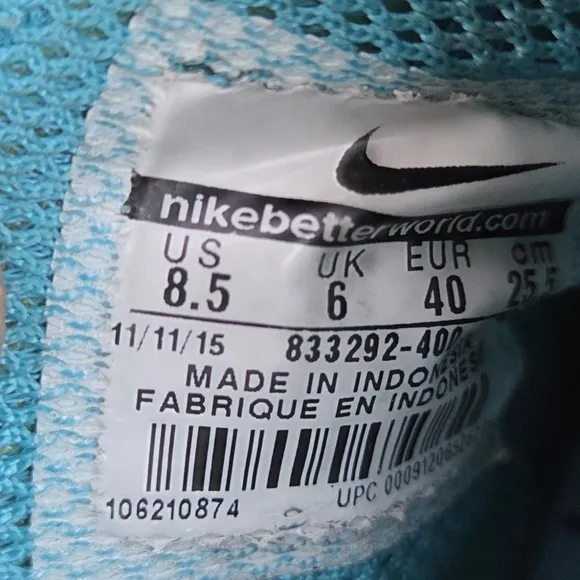 nikebetterworld.com
US UK EUR cm
8.5 6 40 25.5
11/11/15 833292-400
MADE IN INDONESIA
FABRIQUE EN INDONESIE
106210874 UPC